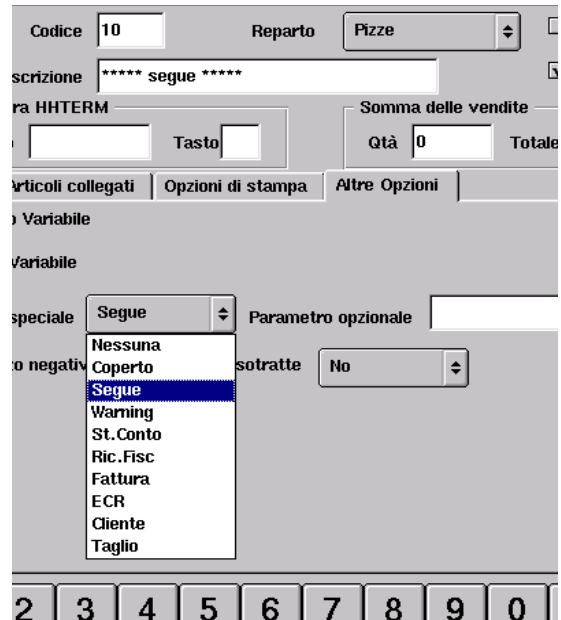 Codice 10 Reparto Pizze
scrizione ***** segue *****
ra HHTERM Somma delle vendite
Tasto Qtà 0 Totale
Articoli collegati Opzioni di stampa Altre Opzioni
o Variabile
Variabile
speciale Segue Parametro opzionale
to negativ sotratte No
Nessuna
Coperto
Segue
Warning
St.Conto
Ric.Fisc
Fattura
ECR
Cliente
Taglio
2 3 4 5 6 7 8 9 0